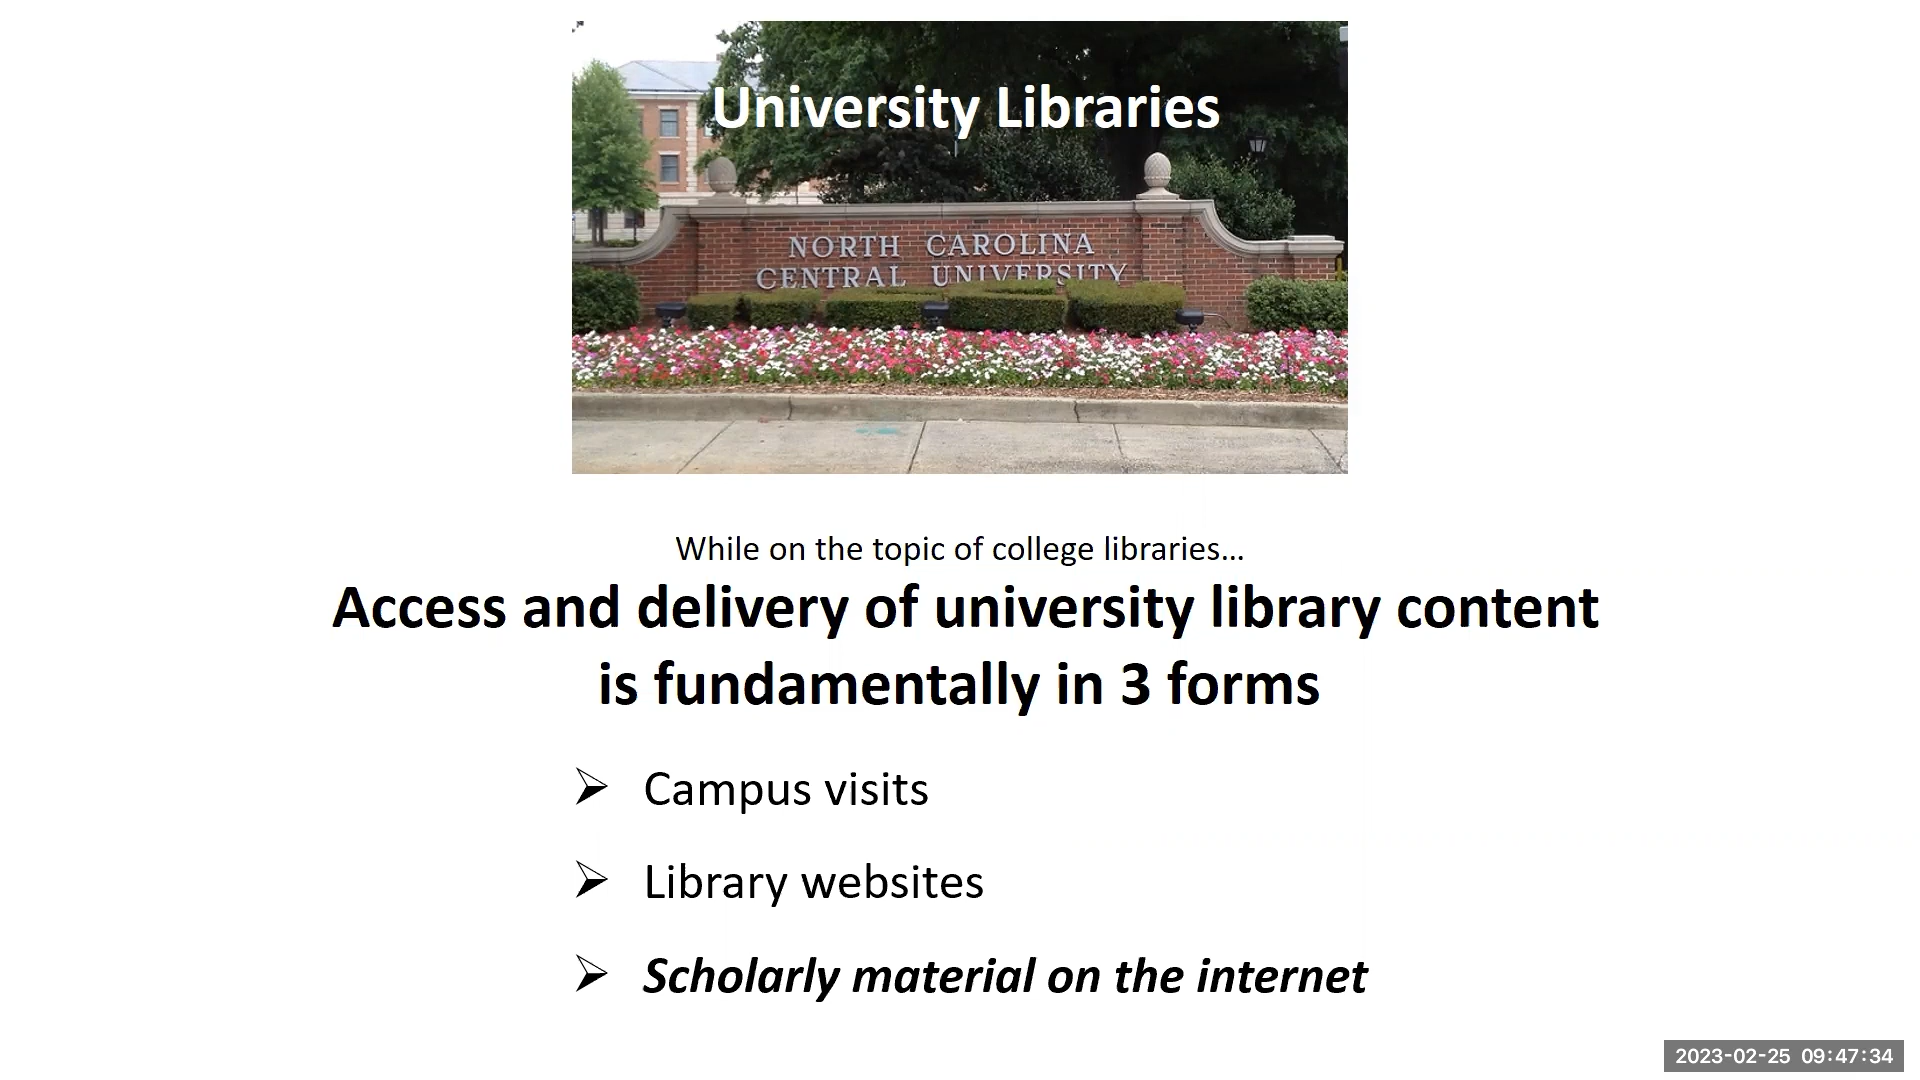 University Libraries
NORTH CAROLINA
CENTRAL UNIVERSITY
While on the topic of college libraries…
Access and delivery of university library content
is fundamentally in 3 forms
➢ Campus visits
➢ Library websites
➢ Scholarly material on the internet
2023-02-25 09:47:34